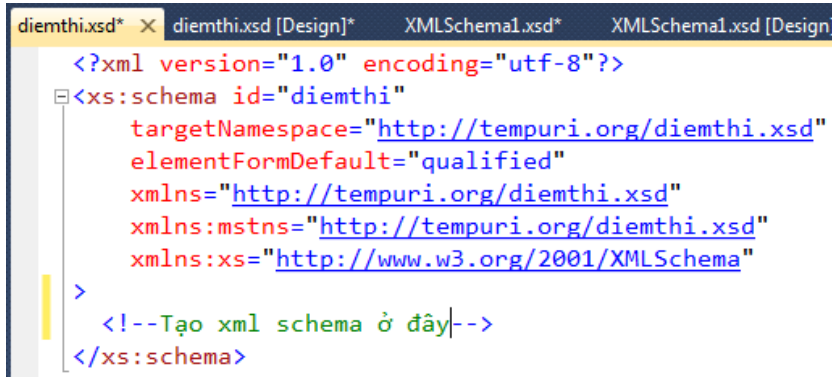 diemthi.xsd* × diemthi.xsd [Design]* XMLSchema1.xsd* XMLSchema1.xsd [Design]
<?xml version="1.0" encoding="utf-8"?>
<xs:schema id="diemthi"
targetNamespace="http://tempuri.org/diemthi.xsd"
elementFormDefault="qualified"
xmlns="http://tempuri.org/diemthi.xsd"
xmlns:mstns="http://tempuri.org/diemthi.xsd"
xmlns:xs="http://www.w3.org/2001/XMLSchema"
>
<!--Tạo xml schema ở đây-->
</xs:schema>